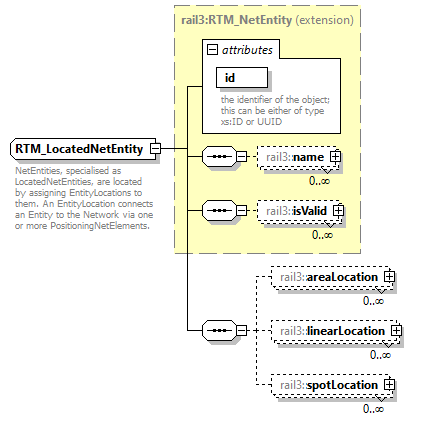 rail3:RTM_NetEntity (extension)
attributes
id
the identifier of the object;
this can be either of type
xs:ID or UUID
RTM_LocatedNetEntity
NetEntities, specialised as
LocatedNetEntities, are located
by assigning EntityLocations to
them. An EntityLocation connects
an Entity to the Network via one
or more PositioningNetElements.
rail3:name
0..∞
rail3:isValid
0..∞
rail3:areaLocation
0..∞
rail3:linearLocation
0..∞
rail3:spotLocation
0..∞